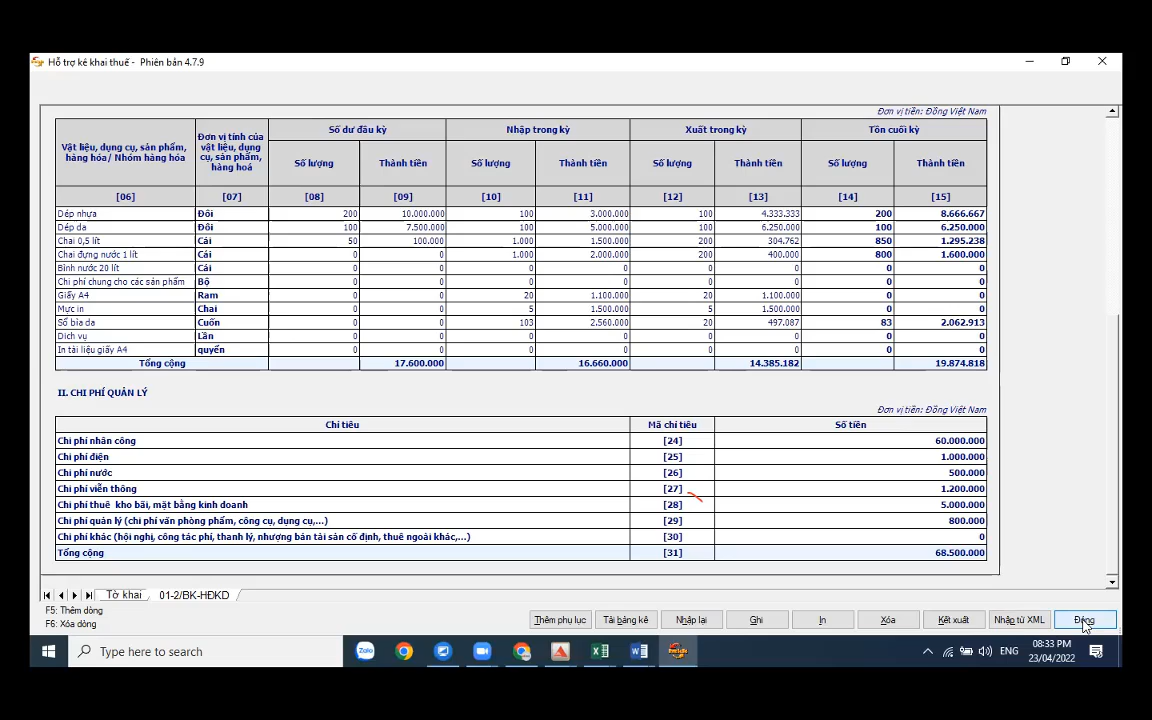 Hỗ trợ kê khai thuế - Phiên bản 4.7.9
Đơn vị tiền: Đồng Việt Nam
Vật liệu, dụng cụ, sản phẩm, hàng hóa/ Nhóm hàng hóa | Đơn vị tính của vật liệu, dụng cụ, sản phẩm, hàng hoá | Số dư đầu kỳ | Nhập trong kỳ | Xuất trong kỳ | Tồn cuối kỳ
Số lượng | Thành tiền | Số lượng | Thành tiền | Số lượng | Thành tiền | Số lượng | Thành tiền
[06] | [07] | [08] | [09] | [10] | [11] | [12] | [13] | [14] | [15]
Dép nhựa | Đôi | 200 | 10.000.000 | 100 | 3.000.000 | 100 | 4.333.333 | 200 | 8.666.667
Dép da | Đôi | 100 | 7.500.000 | 100 | 5.000.000 | 100 | 6.250.000 | 100 | 6.250.000
Chai 0,5 lít | Cái | 50 | 100.000 | 1.000 | 1.500.000 | 200 | 304.762 | 850 | 1.295.238
Chai đựng nước 1 lít | Cái | 0 | 0 | 1.000 | 2.000.000 | 200 | 400.000 | 800 | 1.600.000
Bình nước 20 lít | Cái | 0 | 0 | 0 | 0 | 0 | 0 | 0 | 0
Chi phí chung cho các sản phẩm | Bộ | 0 | 0 | 0 | 0 | 0 | 0 | 0 | 0
Giấy A4 | Ram | 0 | 0 | 20 | 1.100.000 | 20 | 1.100.000 | 0 | 0
Mực in | Chai | 0 | 0 | 5 | 1.500.000 | 5 | 1.500.000 | 0 | 0
Sổ bìa da | Cuốn | 0 | 0 | 103 | 2.560.000 | 20 | 497.087 | 83 | 2.062.913
Dich vụ | Lần | 0 | 0 | 0 | 0 | 0 | 0 | 0 | 0
In tài liệu giấy A4 | quyển | 0 | 0 | 0 | 0 | 0 | 0 | 0 | 0
Tổng cộng | 17.600.000 | 16.660.000 | 14.385.182 | 19.874.818
II. CHI PHÍ QUẢN LÝ
Đơn vị tiền: Đồng Việt Nam
Chỉ tiêu | Mã chỉ tiêu | Số tiền
Chi phí nhân công | [24] | 60.000.000
Chi phí điện | [25] | 1.000.000
Chi phí nước | [26] | 500.000
Chi phí viễn thông | [27] | 1.200.000
Chi phí thuê kho bãi, mặt bằng kinh doanh | [28] | 5.000.000
Chi phí quản lý (chi phí văn phòng phẩm, công cụ, dụng cụ,...) | [29] | 800.000
Chi phí khác (hội nghị, công tác phí, thanh lý, nhượng bán tài sản cố định, thuê ngoài khác,...) | [30] | 0
Tổng cộng | [31] | 68.500.000
Tờ khai | 01-2/BK-HĐKD
F5: Thêm dòng
F6: Xóa dòng
Thêm phụ lục | Tải bảng kê | Nhập lại | Ghi | In | Xóa | Kết xuất | Nhập từ XML | Đóng
Type here to search
Zalo
ENG
08:33 PM
23/04/2022